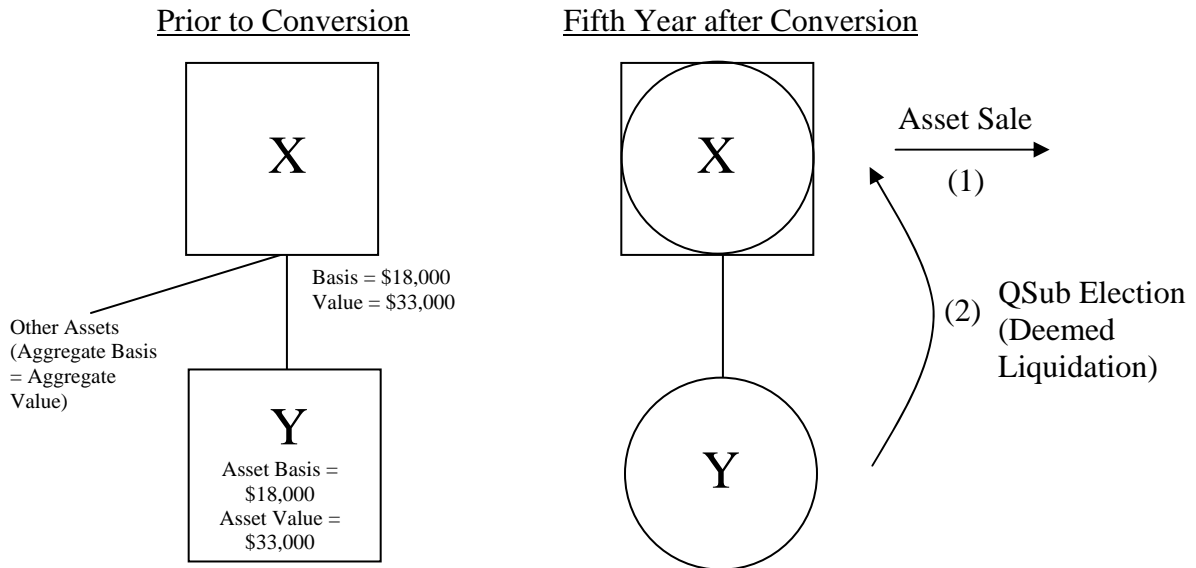 Prior to Conversion
X
Basis = $18,000
Value = $33,000
Other Assets
(Aggregate Basis
= Aggregate
Value)
Y
Asset Basis =
$18,000
Asset Value =
$33,000
Fifth Year after Conversion
X
Asset Sale
(1)
(2)
QSub Election
(Deemed
Liquidation)
Y